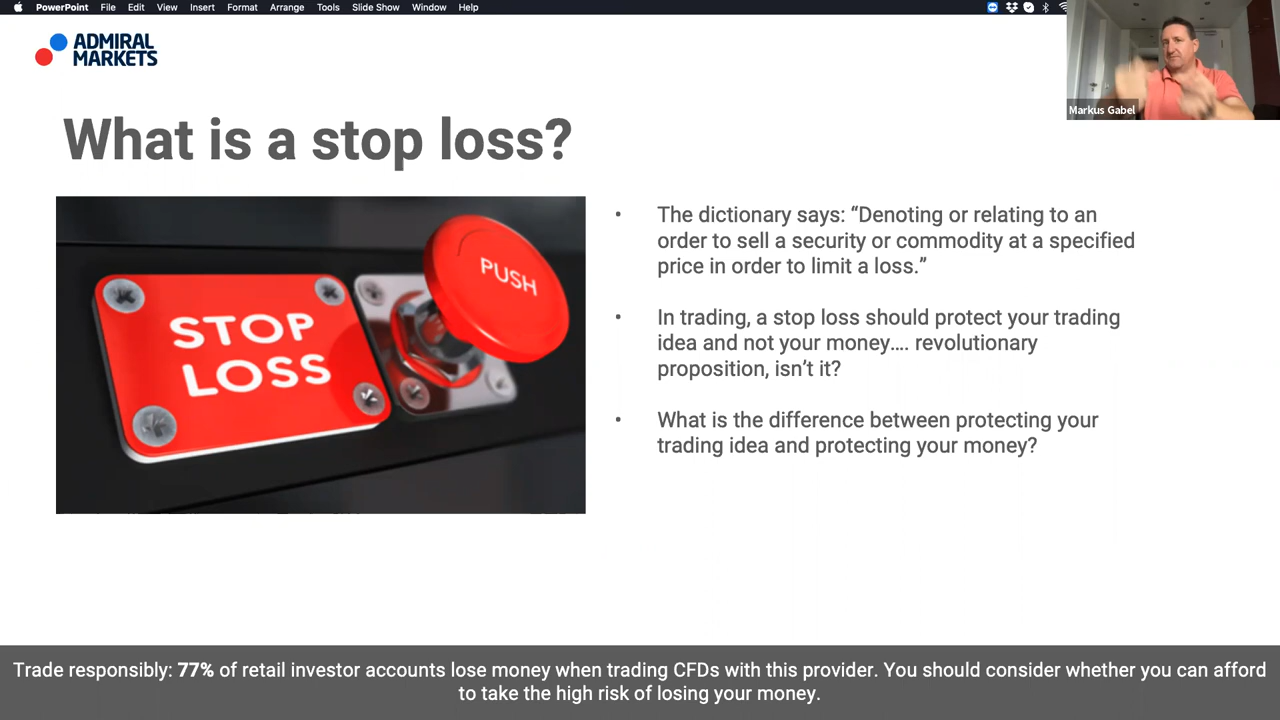 PowerPoint File Edit View Insert Format Arrange Tools Slide Show Window Help
ADMIRAL
MARKETS
Markus Gabel
What is a stop loss?
STOP
LOSS
PUSH
• The dictionary says: “Denoting or relating to an
order to sell a security or commodity at a specified
price in order to limit a loss.”
• In trading, a stop loss should protect your trading
idea and not your money.... revolutionary
proposition, isn’t it?
• What is the difference between protecting your
trading idea and protecting your money?
Trade responsibly: 77% of retail investor accounts lose money when trading CFDs with this provider. You should consider whether you can afford
to take the high risk of losing your money.